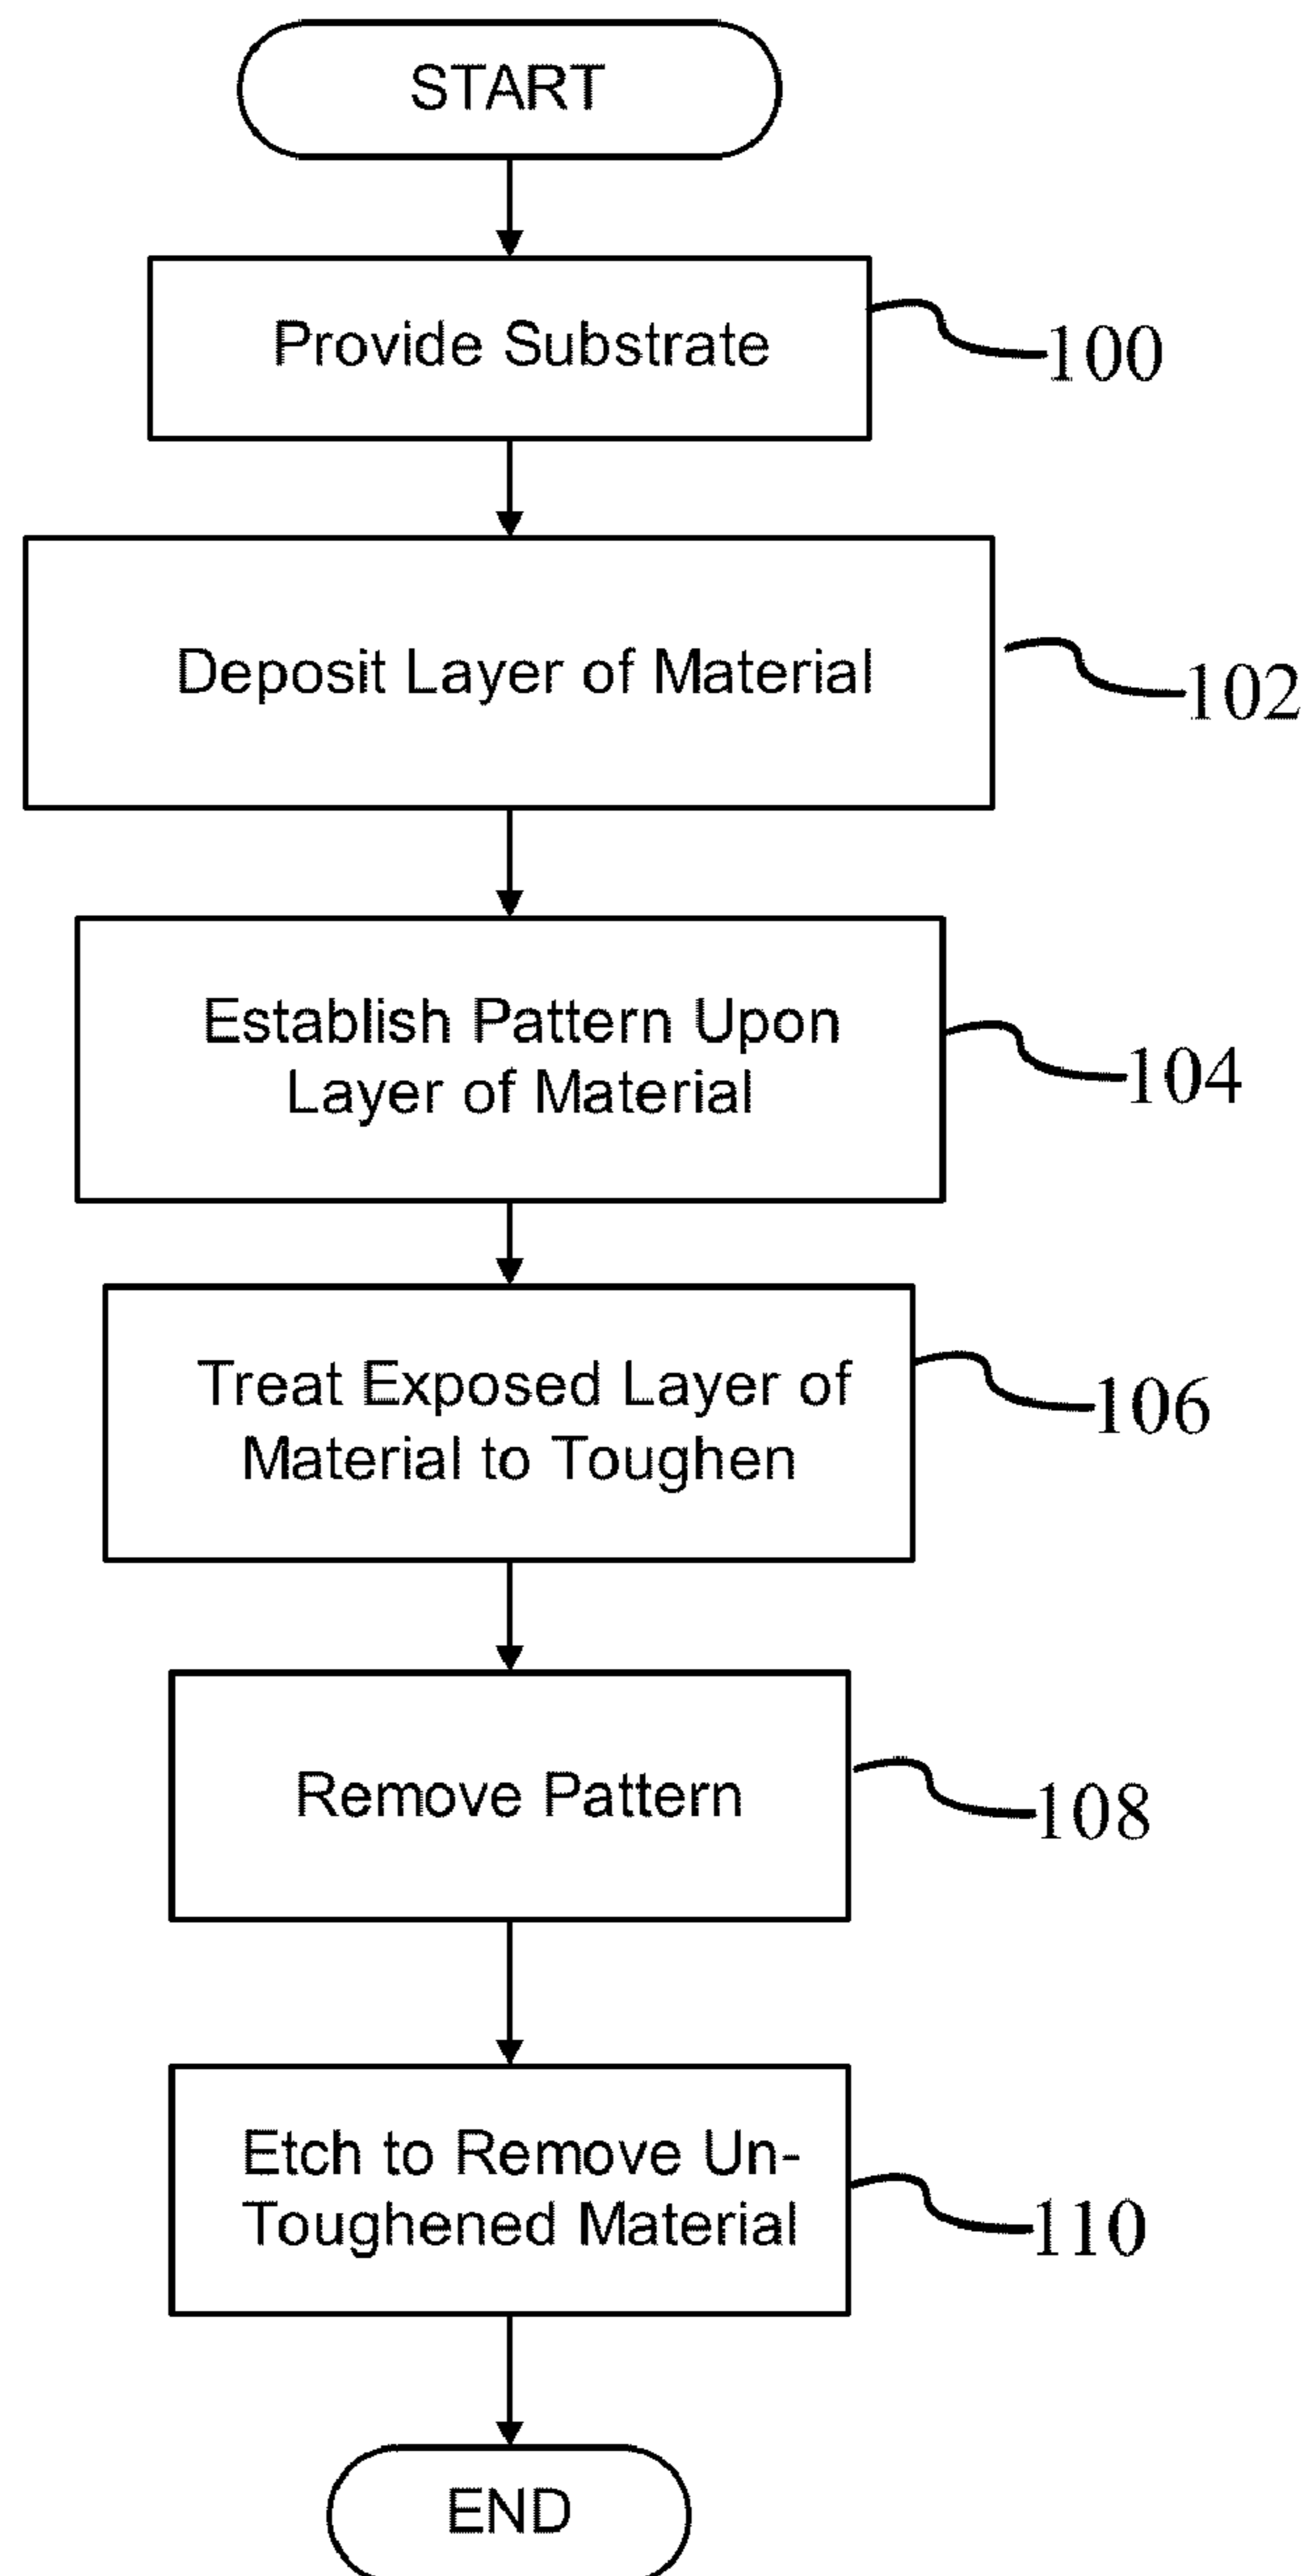 START
Provide Substrate
100
Deposit Layer of Material
102
Establish Pattern Upon
Layer of Material
104
Treat Exposed Layer of
Material to Toughen
106
Remove Pattern
108
Etch to Remove Un-
Toughened Material
110
END